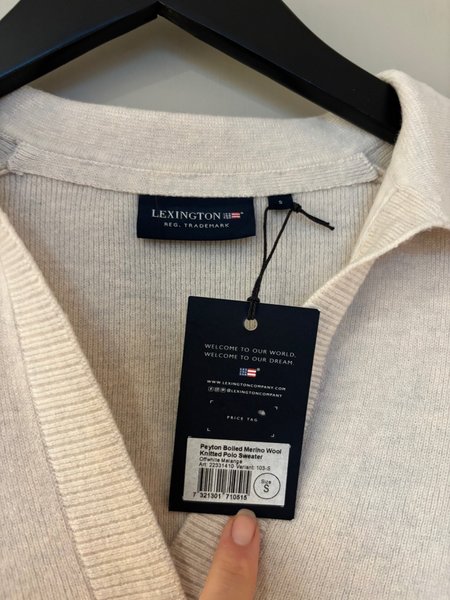 LEXINGTON
REG. TRADEMARK
S
WELCOME TO OUR WORLD,
WELCOME TO OUR DREAM.
WWW.LEXINGTONCOMPANY.COM
@LEXINGTONCOMPANY
PRICE TAG
Peyton Boiled Merino Wool
Knitted Polo Sweater
Offwhite Melange
Art: 22331410 Variant: 103-S
Size
S
7 321301 710815